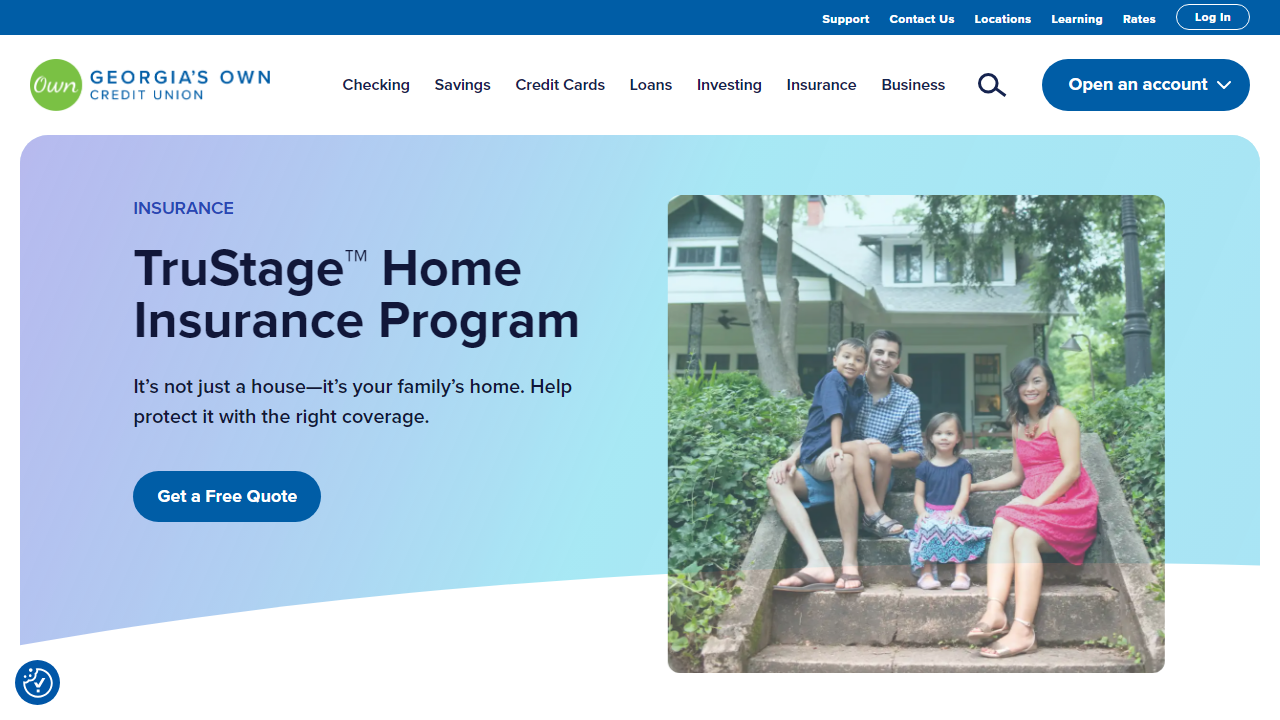 Support Contact Us Locations Learning Rates Log In
Own GEORGIA'S OWN
CREDIT UNION
Checking Savings Credit Cards Loans Investing Insurance Business Open an account
INSURANCE
TruStage™ Home
Insurance Program
It’s not just a house—it’s your family’s home. Help
protect it with the right coverage.
Get a Free Quote